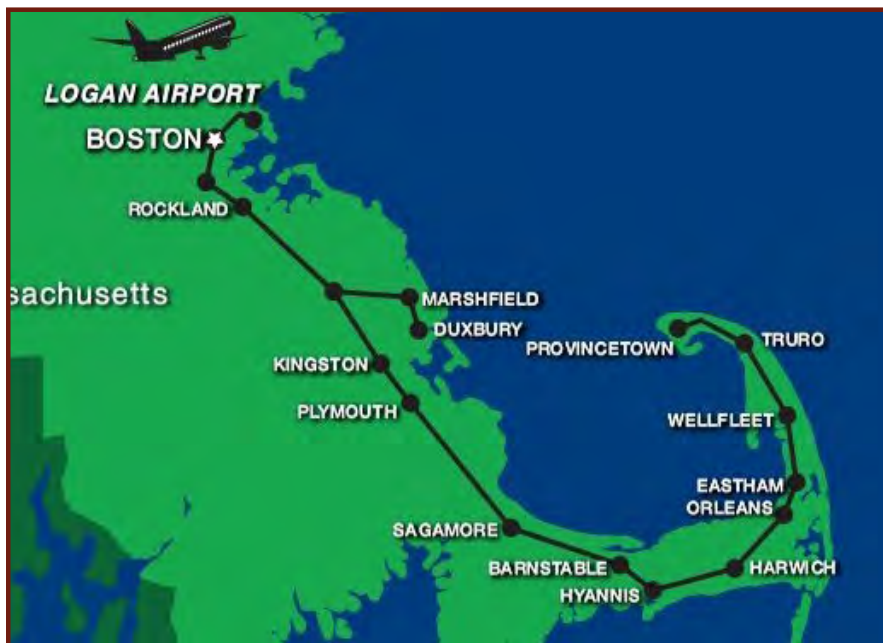 LOGAN AIRPORT
BOSTON
ROCKLAND
sachusetts
MARSHFIELD
DUXBURY
PROVINCETOWN
TRURO
KINGSTON
PLYMOUTH
WELLFLEET
EASTHAM
ORLEANS
SAGAMORE
BARNSTABLE
HARWICH
HYANNIS